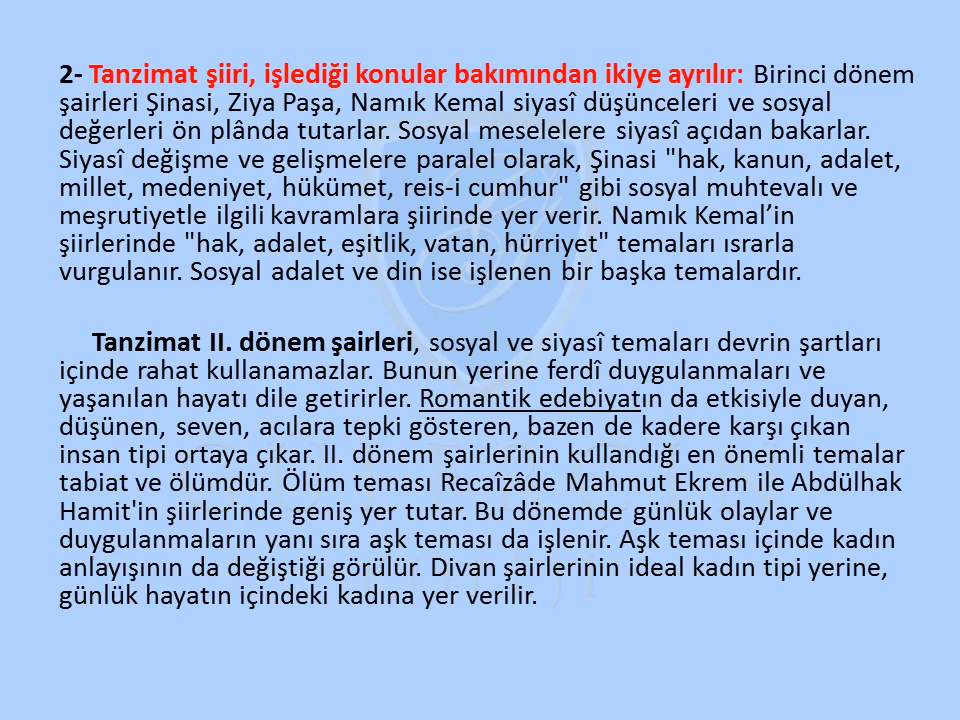 2- Tanzimat şiiri, işlediği konular bakımından ikiye ayrılır: Birinci dönem
şairleri Şinasi, Ziya Paşa, Namık Kemal siyasî düşünceleri ve sosyal
değerleri ön plânda tutarlar. Sosyal meselelere siyasî açıdan bakarlar.
Siyasî değişme ve gelişmelere paralel olarak, Şinasi "hak, kanun, adalet,
millet, medeniyet, hükümet, reis-i cumhur" gibi sosyal muhtevalı ve
meşrutiyetle ilgili kavramlara şiirinde yer verir. Namık Kemal’in
şiirlerinde "hak, adalet, eşitlik, vatan, hürriyet" temaları ısrarla
vurgulanır. Sosyal adalet ve din ise işlenen bir başka temalardır.
Tanzimat II. dönem şairleri, sosyal ve siyasî temaları devrin şartları
içinde rahat kullanamazlar. Bunun yerine ferdî duygulanmaları ve
yaşanılan hayatı dile getirirler. Romantik edebiyatın da etkisiyle duyan,
düşünen, seven, acılara tepki gösteren, bazen de kadere karşı çıkan
insan tipi ortaya çıkar. II. dönem şairlerinin kullandığı en önemli temalar
tabiat ve ölümdür. Ölüm teması Recaîzâde Mahmut Ekrem ile Abdülhak
Hamit'in şiirlerinde geniş yer tutar. Bu dönemde günlük olaylar ve
duygulanmaların yanı sıra aşk teması da işlenir. Aşk teması içinde kadın
anlayışının da değiştiği görülür. Divan şairlerinin ideal kadın tipi yerine,
günlük hayatın içindeki kadına yer verilir.